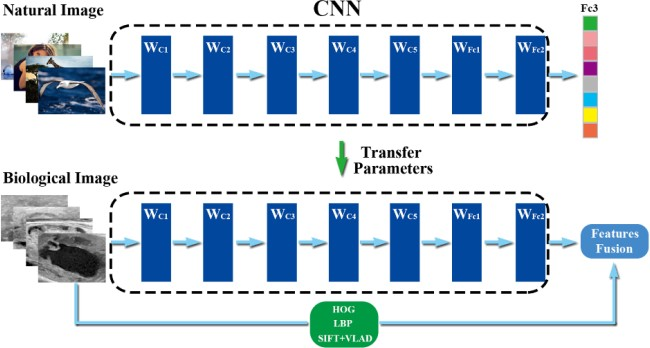 Natural Image
CNN
Fc3
WC1
WC2
WC3
WC4
WC5
WFc1
WFc2
Transfer
Parameters
Biological Image
WC1
WC2
WC3
WC4
WC5
WFc1
WFc2
Features
Fusion
HOG
LBP
SIFT+VLAD